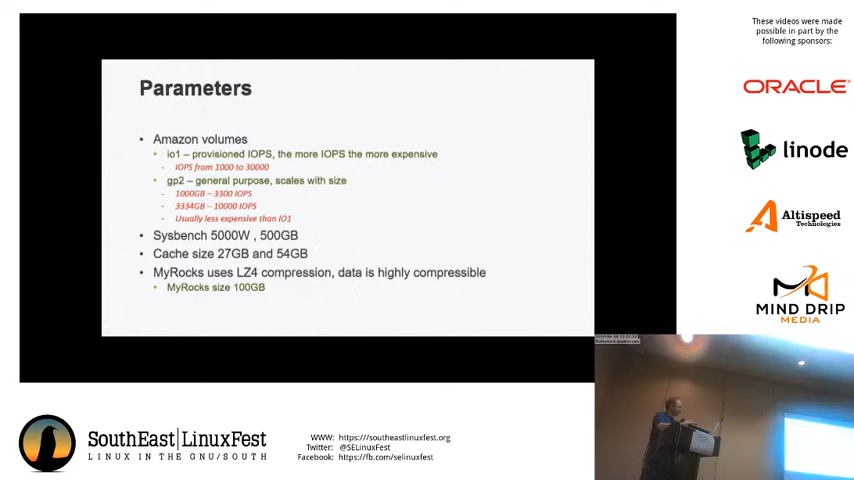 These videos were made
possible in part by the
following sponsors:
Parameters
• Amazon volumes
• io1 – provisioned IOPS, the more IOPS the more expensive
- IOPS from 1000 to 30000
• gp2 – general purpose, scales with size
- 1000GB – 3300 IOPS
- 3334GB – 10000 IOPS
- Usually less expensive than IO1
• Sysbench 5000W , 500GB
• Cache size 27GB and 54GB
• MyRocks uses LZ4 compression, data is highly compressible
• MyRocks size 100GB
ORACLE
linode
Altispeed
Technologies
MIND DRIP
MEDIA
SouthEast|LinuxFest
LINUX IN THE GNU/SOUTH
WWW: https:///southeastlinuxfest.org
Twitter: @SELinuxFest
Facebook: https://fb.com/selinuxfest